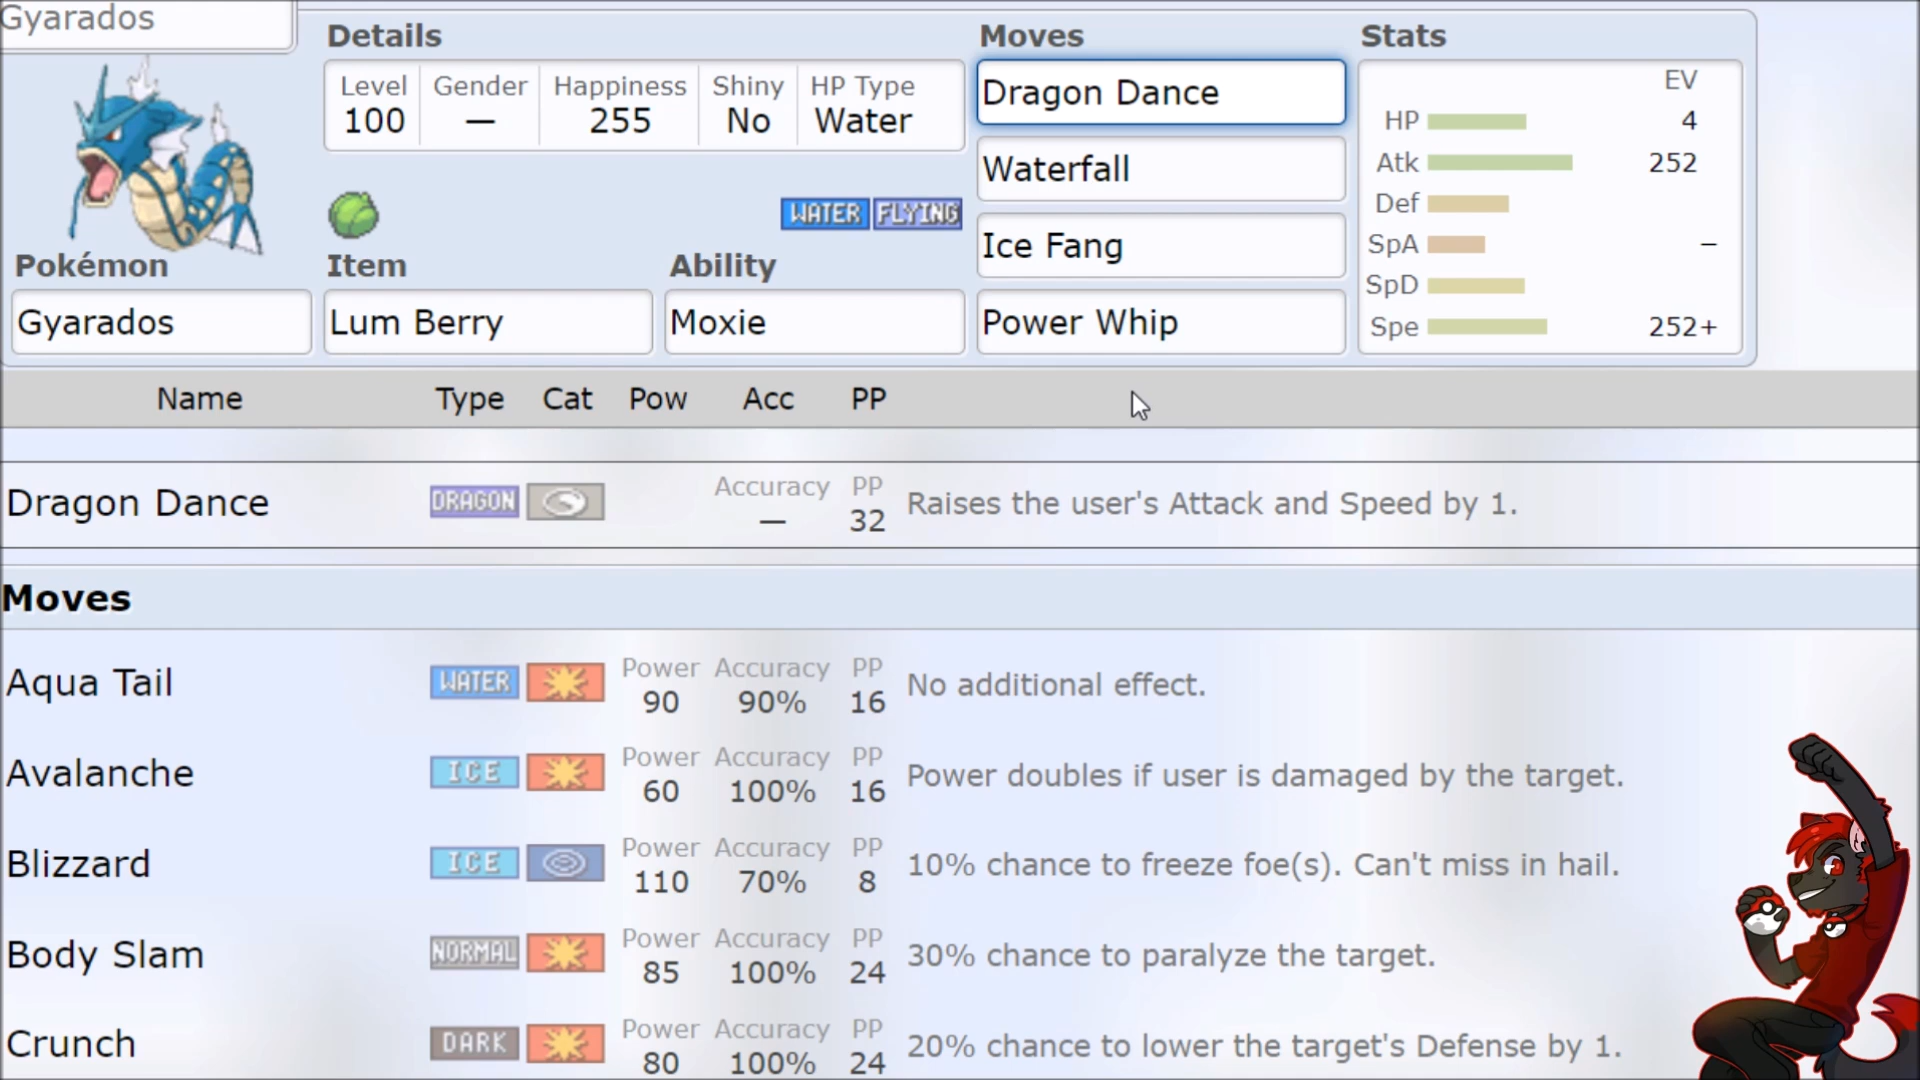 Gyarados
Details
Level Gender Happiness Shiny HP Type
100 — 255 No Water
WATER FLYING
Pokémon Item Ability
Gyarados Lum Berry Moxie
Moves
Dragon Dance
Waterfall
Ice Fang
Power Whip
Stats
EV
HP 4
Atk 252
Def
SpA –
SpD
Spe 252+
Name Type Cat Pow Acc PP
Dragon Dance DRAGON Accuracy — PP 32 Raises the user's Attack and Speed by 1.
Moves
Aqua Tail WATER Power 90 Accuracy 90% PP 16 No additional effect.
Avalanche ICE Power 60 Accuracy 100% PP 16 Power doubles if user is damaged by the target.
Blizzard ICE Power 110 Accuracy 70% PP 8 10% chance to freeze foe(s). Can't miss in hail.
Body Slam NORMAL Power 85 Accuracy 100% PP 24 30% chance to paralyze the target.
Crunch DARK Power 80 Accuracy 100% PP 24 20% chance to lower the target's Defense by 1.